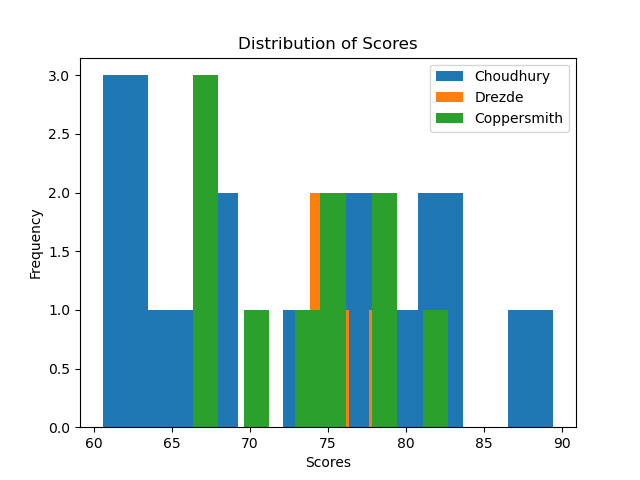 Distribution of Scores
Choudhury
Drezde
Coppersmith
Frequency
3.0
2.5
2.0
1.5
1.0
0.5
0.0
60 65 70 75 80 85 90
Scores